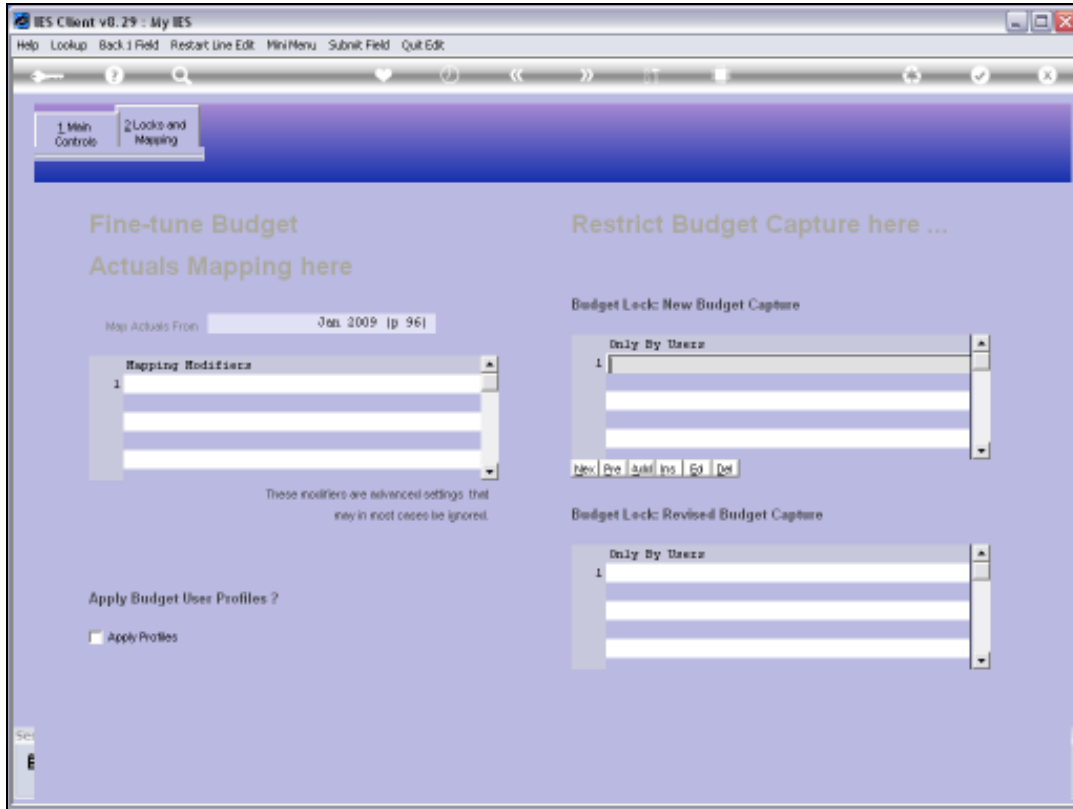 IES Client v8.29 : My IES
Help Lookup Back 1 Field Restart Line Edit MiniMenu Submit Field Quit Edit
1 Main Controls
2 Locks and Mapping
Fine-tune Budget
Actuals Mapping here
Map Actuals From Jan 2009 (p 96)
Mapping Modifiers
1
These modifiers are advanced settings that
may in most cases be ignored.
Apply Budget User Profiles ?
Apply Profiles
Restrict Budget Capture here ...
Budget Lock: New Budget Capture
Only By Users
1
Nex Pre Add Ins Ed Del
Budget Lock: Revised Budget Capture
Only By Users
1